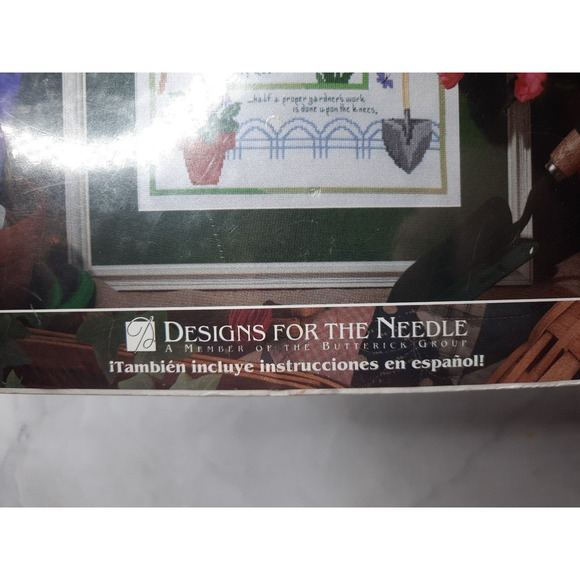 ...half a proper gardner's work
is done upon the knees.
DESIGNS FOR THE NEEDLE
A MEMBER OF THE BUTTERICK GROUP
¡También incluye instrucciones en español!